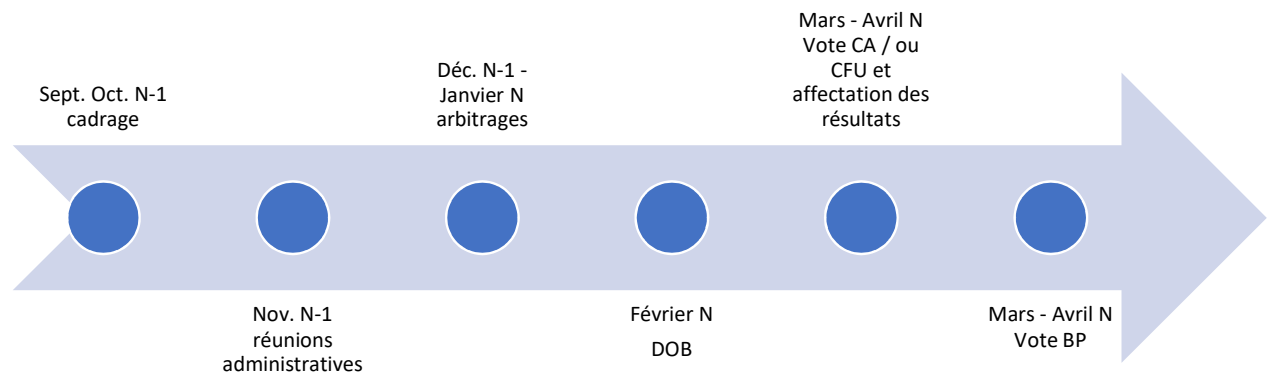 Sept. Oct. N-1
cadrage
Nov. N-1
réunions
administratives
Déc. N-1 -
Janvier N
arbitrages
Février N
DOB
Mars - Avril N
Vote CA / ou
CFU et
affectation des
résultats
Mars - Avril N
Vote BP